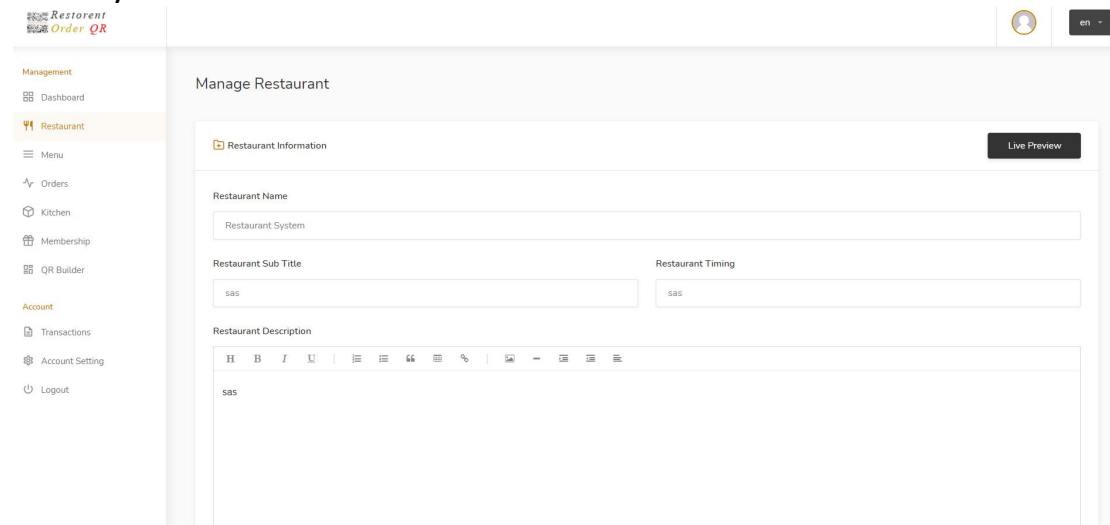 Restorent
Order QR
en
Management
Dashboard
Restaurant
Menu
Orders
Kitchen
Membership
QR Builder
Account
Transactions
Account Setting
Logout
Manage Restaurant
Restaurant Information
Live Preview
Restaurant Name
Restaurant System
Restaurant Sub Title
Restaurant Timing
sas
sas
Restaurant Description
H B I U
sas